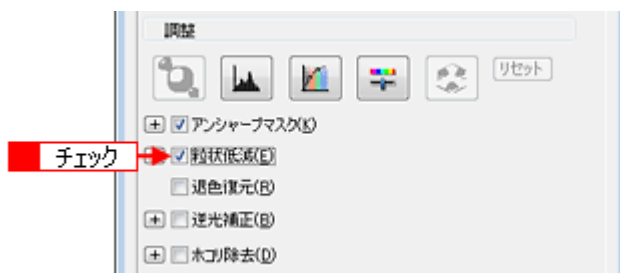 調整
リセット
アンシャープマスク(K)
チェック
粒状低減(E)
退色復元(R)
逆光補正(B)
ホコリ除去(D)